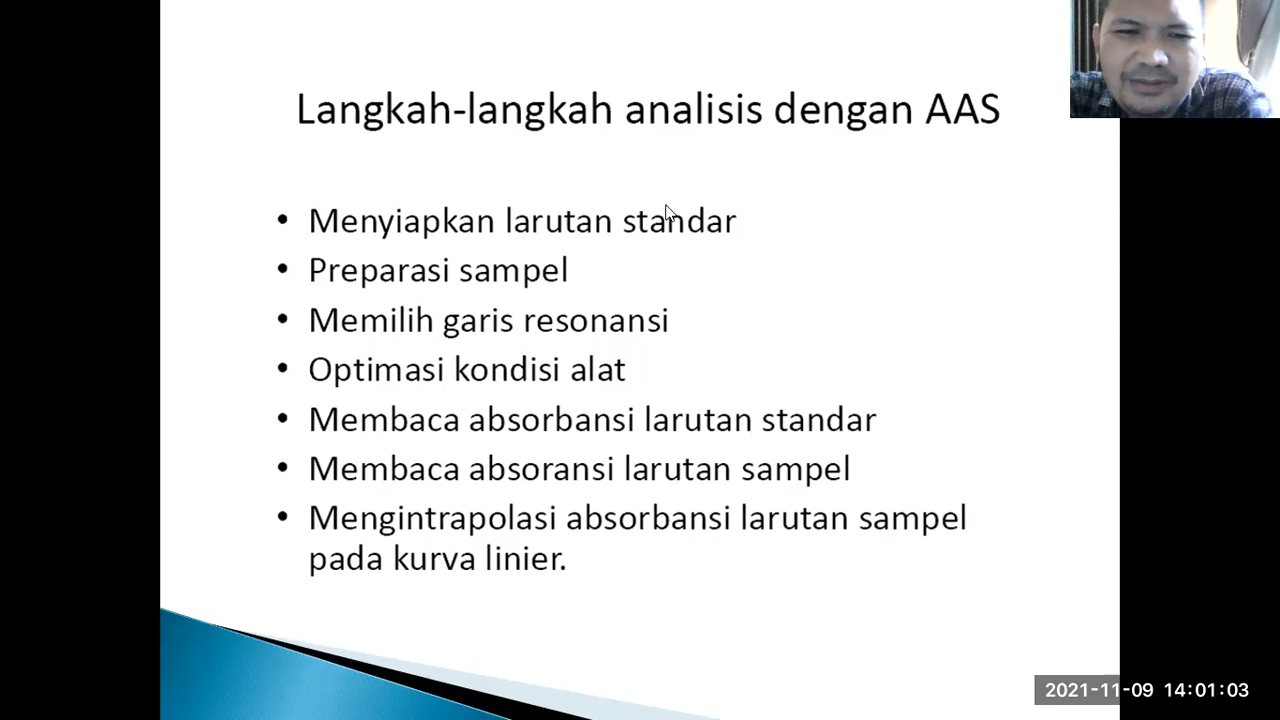 Langkah-langkah analisis dengan AAS
• Menyiapkan larutan standar
• Preparasi sampel
• Memilih garis resonansi
• Optimasi kondisi alat
• Membaca absorbansi larutan standar
• Membaca absoransi larutan sampel
• Mengintrapolasi absorbansi larutan sampel
pada kurva linier.
2021-11-09 14:01:03